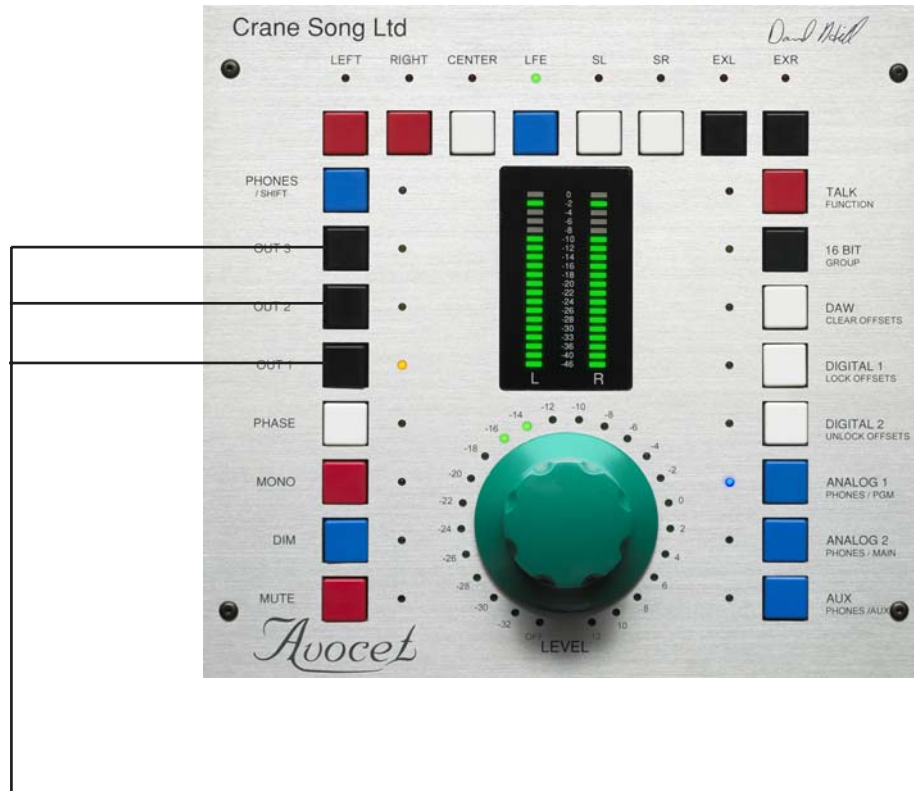 Crane Song Ltd
LEFT RIGHT CENTER LFE SL SR EXL EXR
PHONES
/ SHIFT
OUT 3
OUT 2
OUT 1
PHASE
MONO
DIM
MUTE
0
-2
-4
-6
-8
-10
-12
-14
-16
-18
-20
-22
-24
-26
-28
-30
-33
-36
-40
-46
L R
OFF
-32
-30
-28
-26
-24
-22
-20
-18
-16
-14
-12
-10
-8
-6
-4
-2
0
2
4
6
8
10
12
LEVEL
TALK
FUNCTION
16 BIT
GROUP
DAW
CLEAR OFFSETS
DIGITAL 1
LOCK OFFSETS
DIGITAL 2
UNLOCK OFFSETS
ANALOG 1
PHONES / PGM
ANALOG 2
PHONES / MAIN
AUX
PHONES /AUX
Avocet